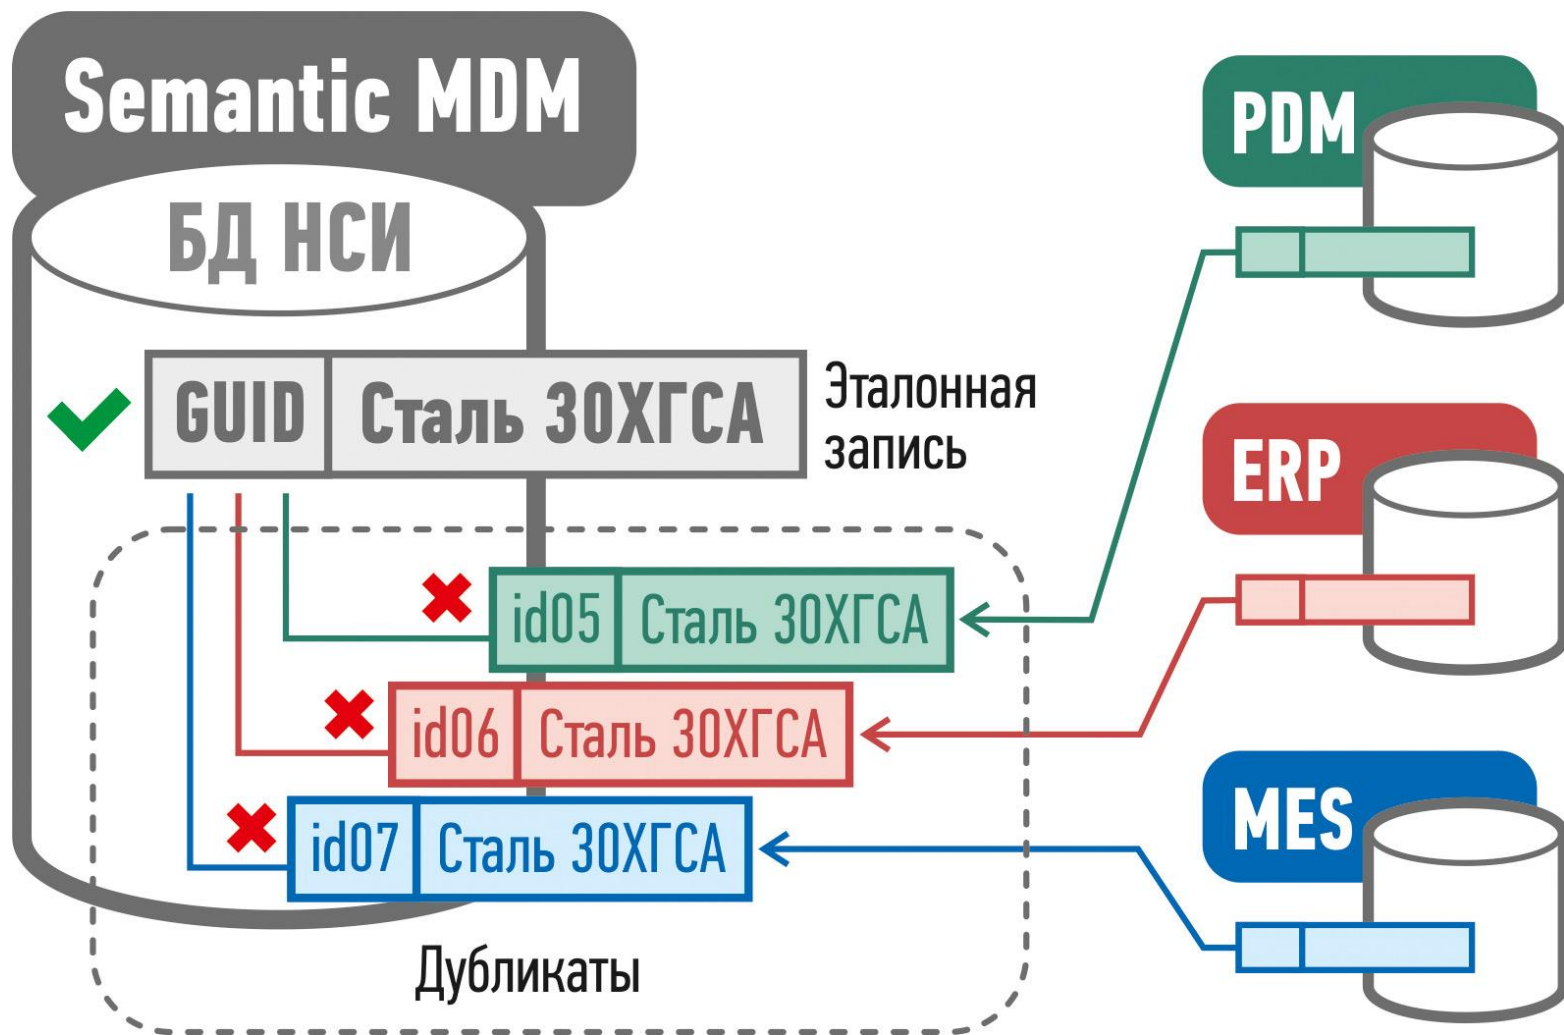 Semantic MDM
БД НСИ
GUID
Сталь 30ХГСА
Эталонная
запись
id05
Сталь 30ХГСА
id06
Сталь 30ХГСА
id07
Сталь 30ХГСА
Дубликаты
PDM
ERP
MES